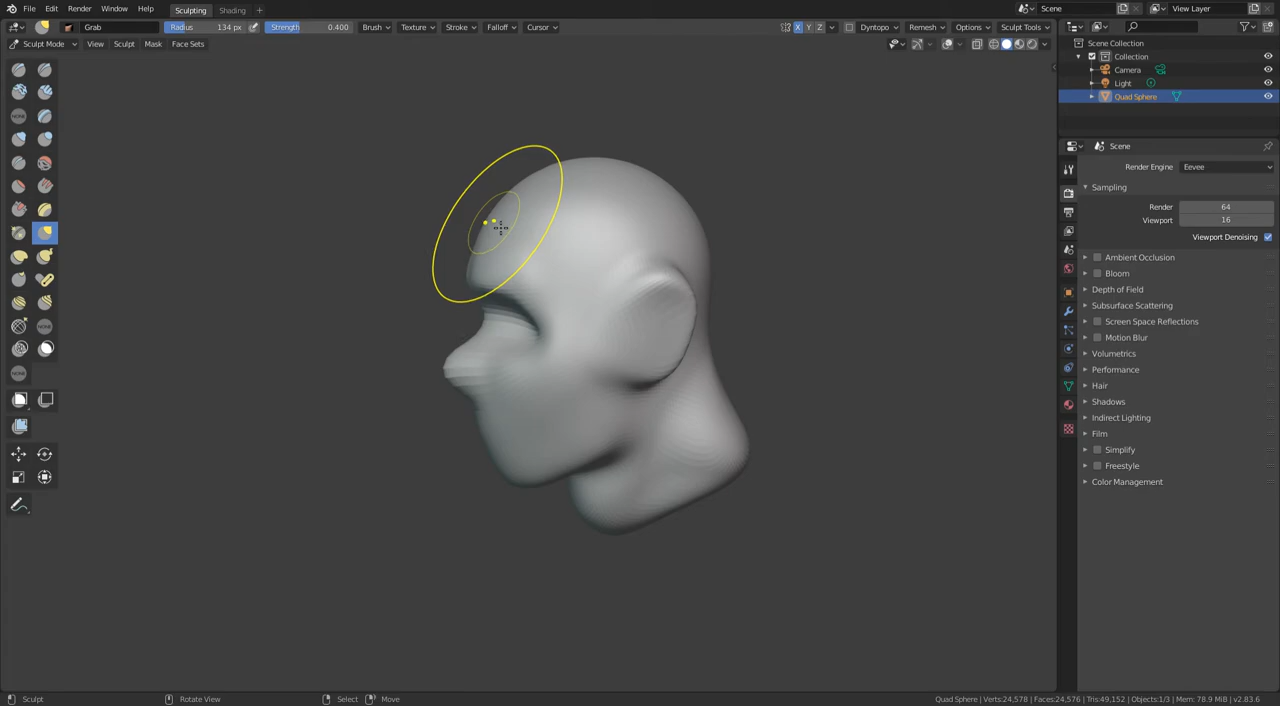 File Edit Render Window Help Sculpting Shading + Scene View Layer
Grab Radius 134 px Strength 0.400 Brush Texture Stroke Falloff Cursor X Y Z Dyntopo Remesh Options Sculpt Tools
Sculpt Mode View Sculpt Mask Face Sets
Scene Collection
Collection
Camera
Light
Quad Sphere
NONE
NONE
NONE
Scene
Render Engine Eevee
Sampling
Render 64
Viewport 16
Viewport Denoising
Ambient Occlusion
Bloom
Depth of Field
Subsurface Scattering
Screen Space Reflections
Motion Blur
Volumetrics
Performance
Hair
Shadows
Indirect Lighting
Film
Simplify
Freestyle
Color Management
Sculpt Rotate View Select Move Quad Sphere | Verts:24,578 | Faces:24,576 | Tris:49,152 | Objects:1/3 | Mem: 78.9 MiB | v2.83.6